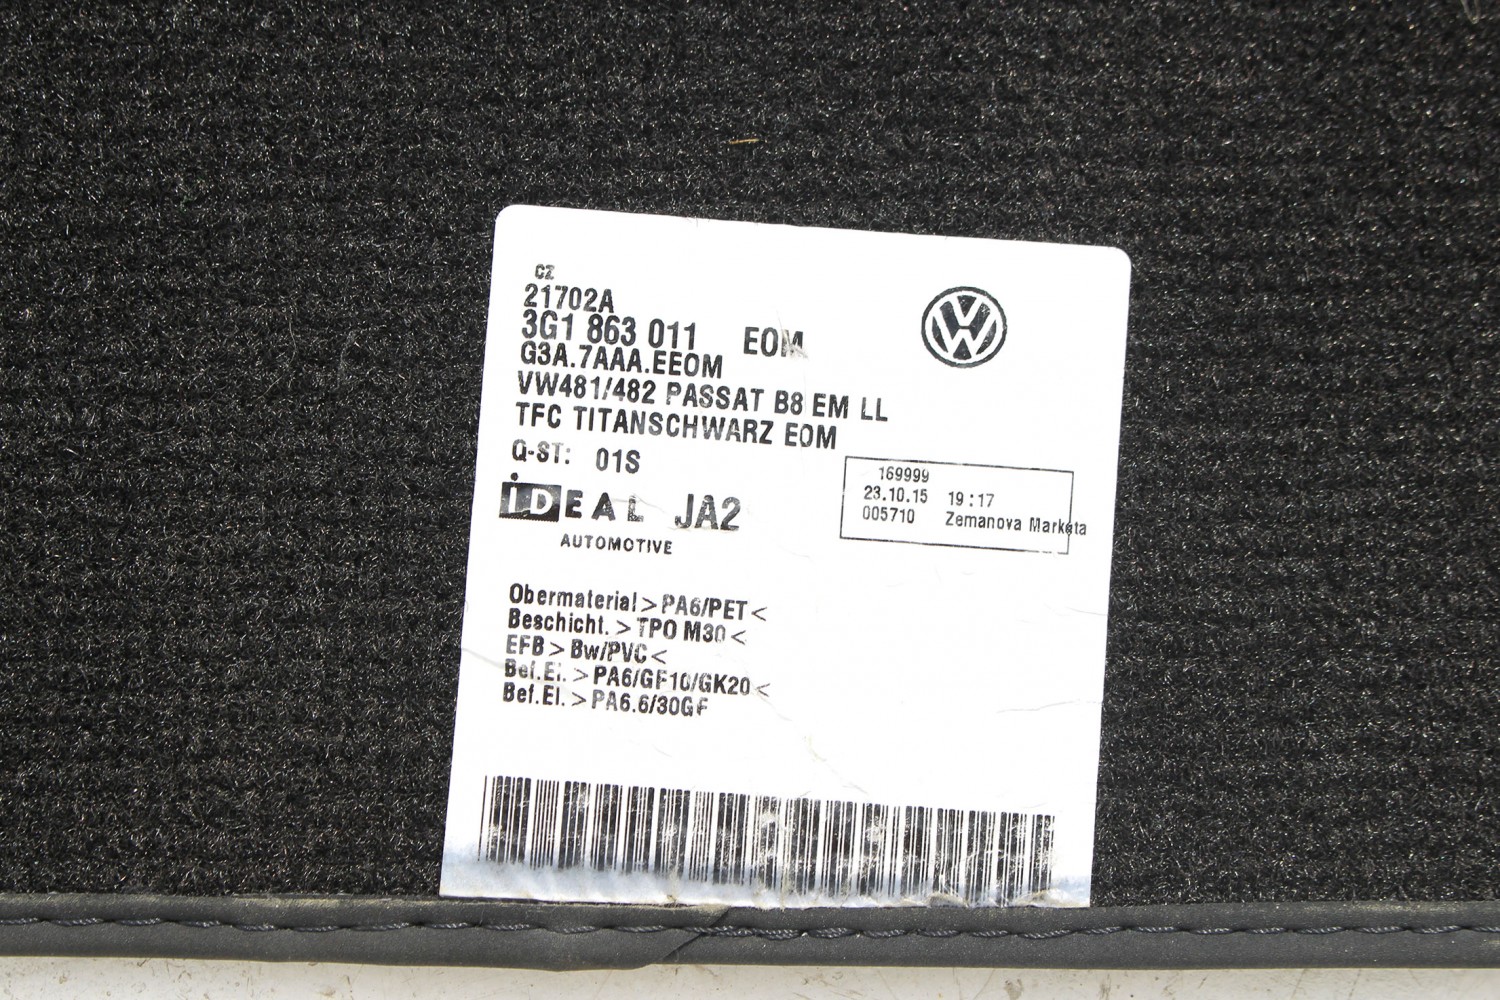 CZ
21702A
3G1 863 011 EOM
G3A.7AAA.EEOM
VW481/482 PASSAT B8 EM LL
TFC TITANSCHWARZ EOM
Q-ST: 01S
iDEAL JA2
AUTOMOTIVE
169999
23.10.15 19:17
005710 Zemanova Marketa
Obermaterial>PA6/PET<
Beschicht.>TPO M30<
EFB>Bw/PVC<
Bef.El.>PA6/GF10/GK20<
Bef.El.>PA6.6/30GF